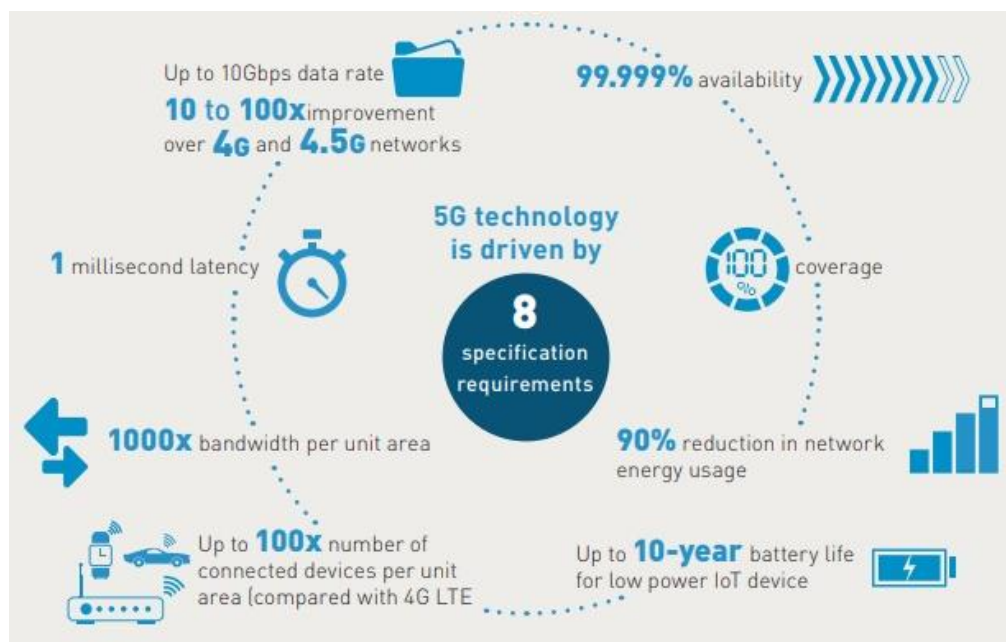 Up to 10Gbps data rate
10 to 100x improvement
over 4G and 4.5G networks
99.999% availability
5G technology
is driven by
8
specification
requirements
1 millisecond latency
100
%
coverage
1000x bandwidth per unit area
90% reduction in network
energy usage
Up to 100x number of
connected devices per unit
area (compared with 4G LTE
Up to 10-year battery life
for low power IoT device